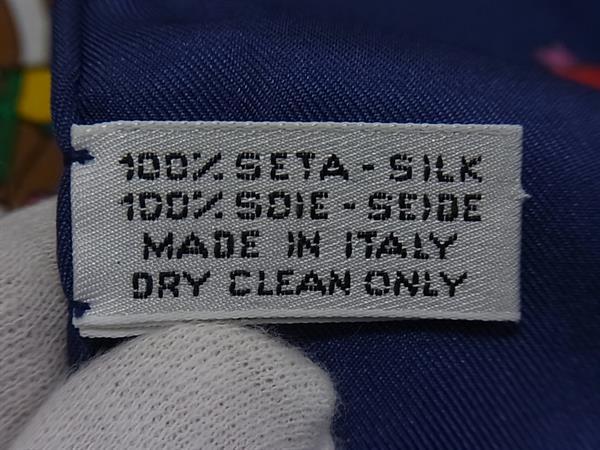 100% SETA - SILK
100% SOIE - SEIDE
MADE IN ITALY
DRY CLEAN ONLY